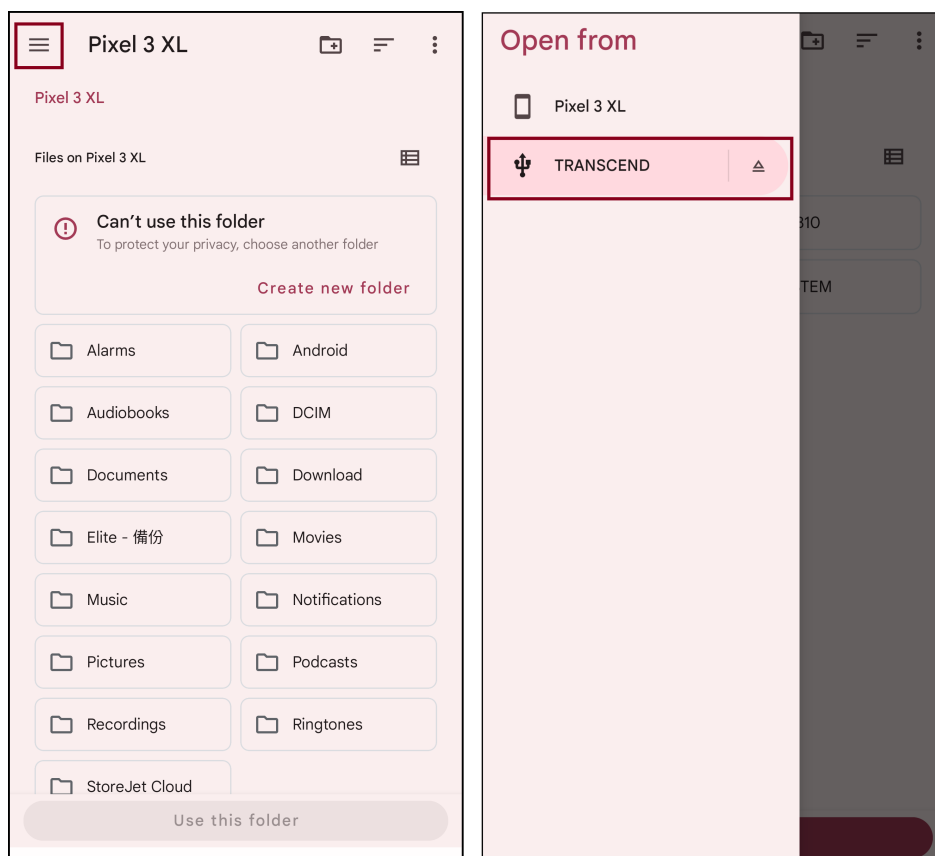 Pixel 3 XL
Pixel 3 XL
Files on Pixel 3 XL
Can't use this folder
To protect your privacy, choose another folder
Create new folder
Alarms
Android
Audiobooks
DCIM
Documents
Download
Elite - 備份
Movies
Music
Notifications
Pictures
Podcasts
Recordings
Ringtones
StoreJet Cloud
Use this folder
Open from
Pixel 3 XL
TRANSCEND
310
TEM